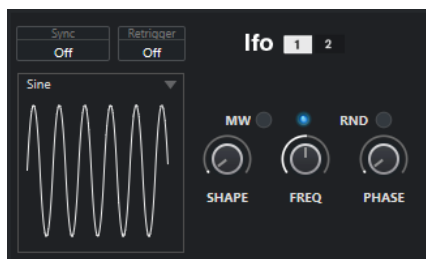 Sync
Retrigger
Off
Off
lfo 1 2
Sine
MW
RND
SHAPE
FREQ
PHASE